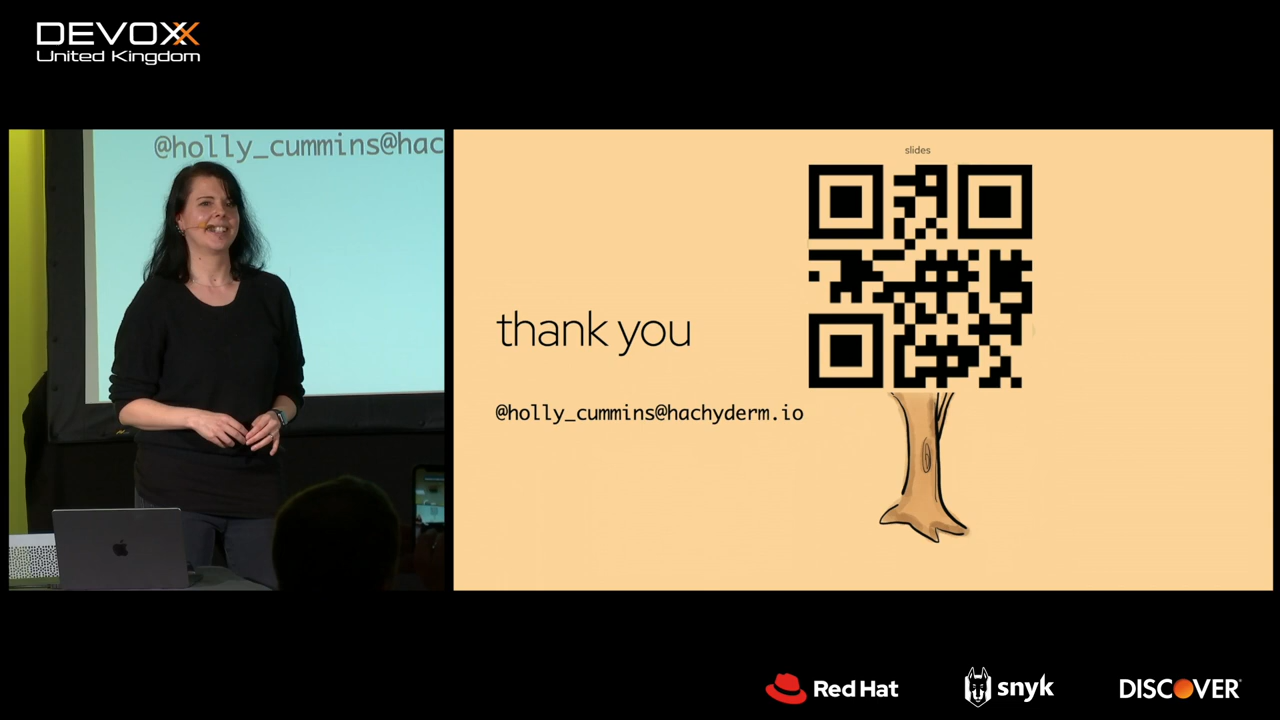 DEVOXX
United Kingdom
@holly_cummins@hac
slides
thank you
@holly_cummins@hachyderm.io
Red Hat
snyk
DISCOVER